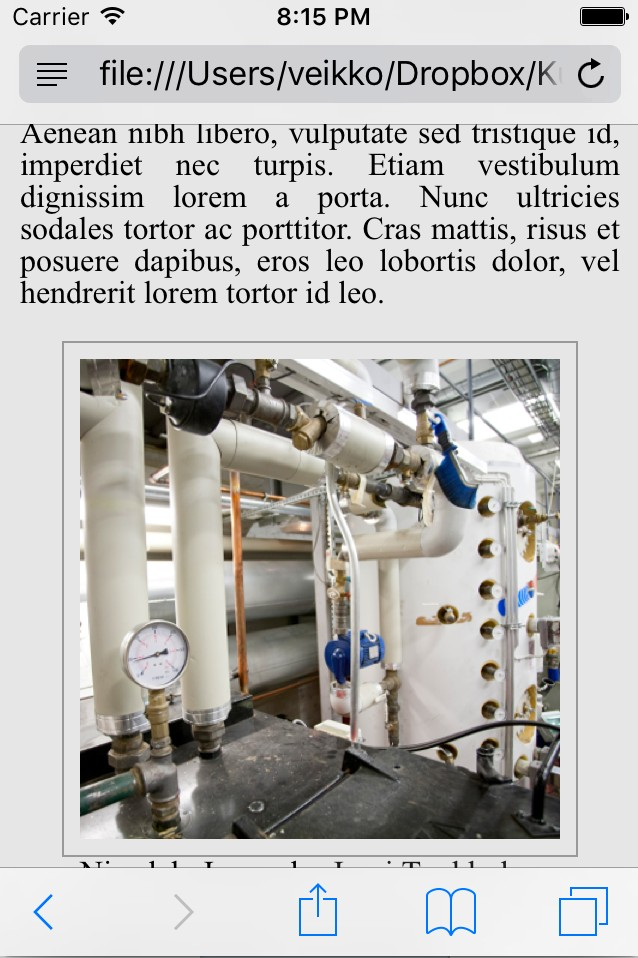 Carrier 8:15 PM
file:///Users/veikko/Dropbox/K
Aenean nibh libero, vulputate sed tristique id,
imperdiet nec turpis. Etiam vestibulum
dignissim lorem a porta. Nunc ultricies
sodales tortor ac porttitor. Cras mattis, risus et
posuere dapibus, eros leo lobortis dolor, vel
hendrerit lorem tortor id leo.